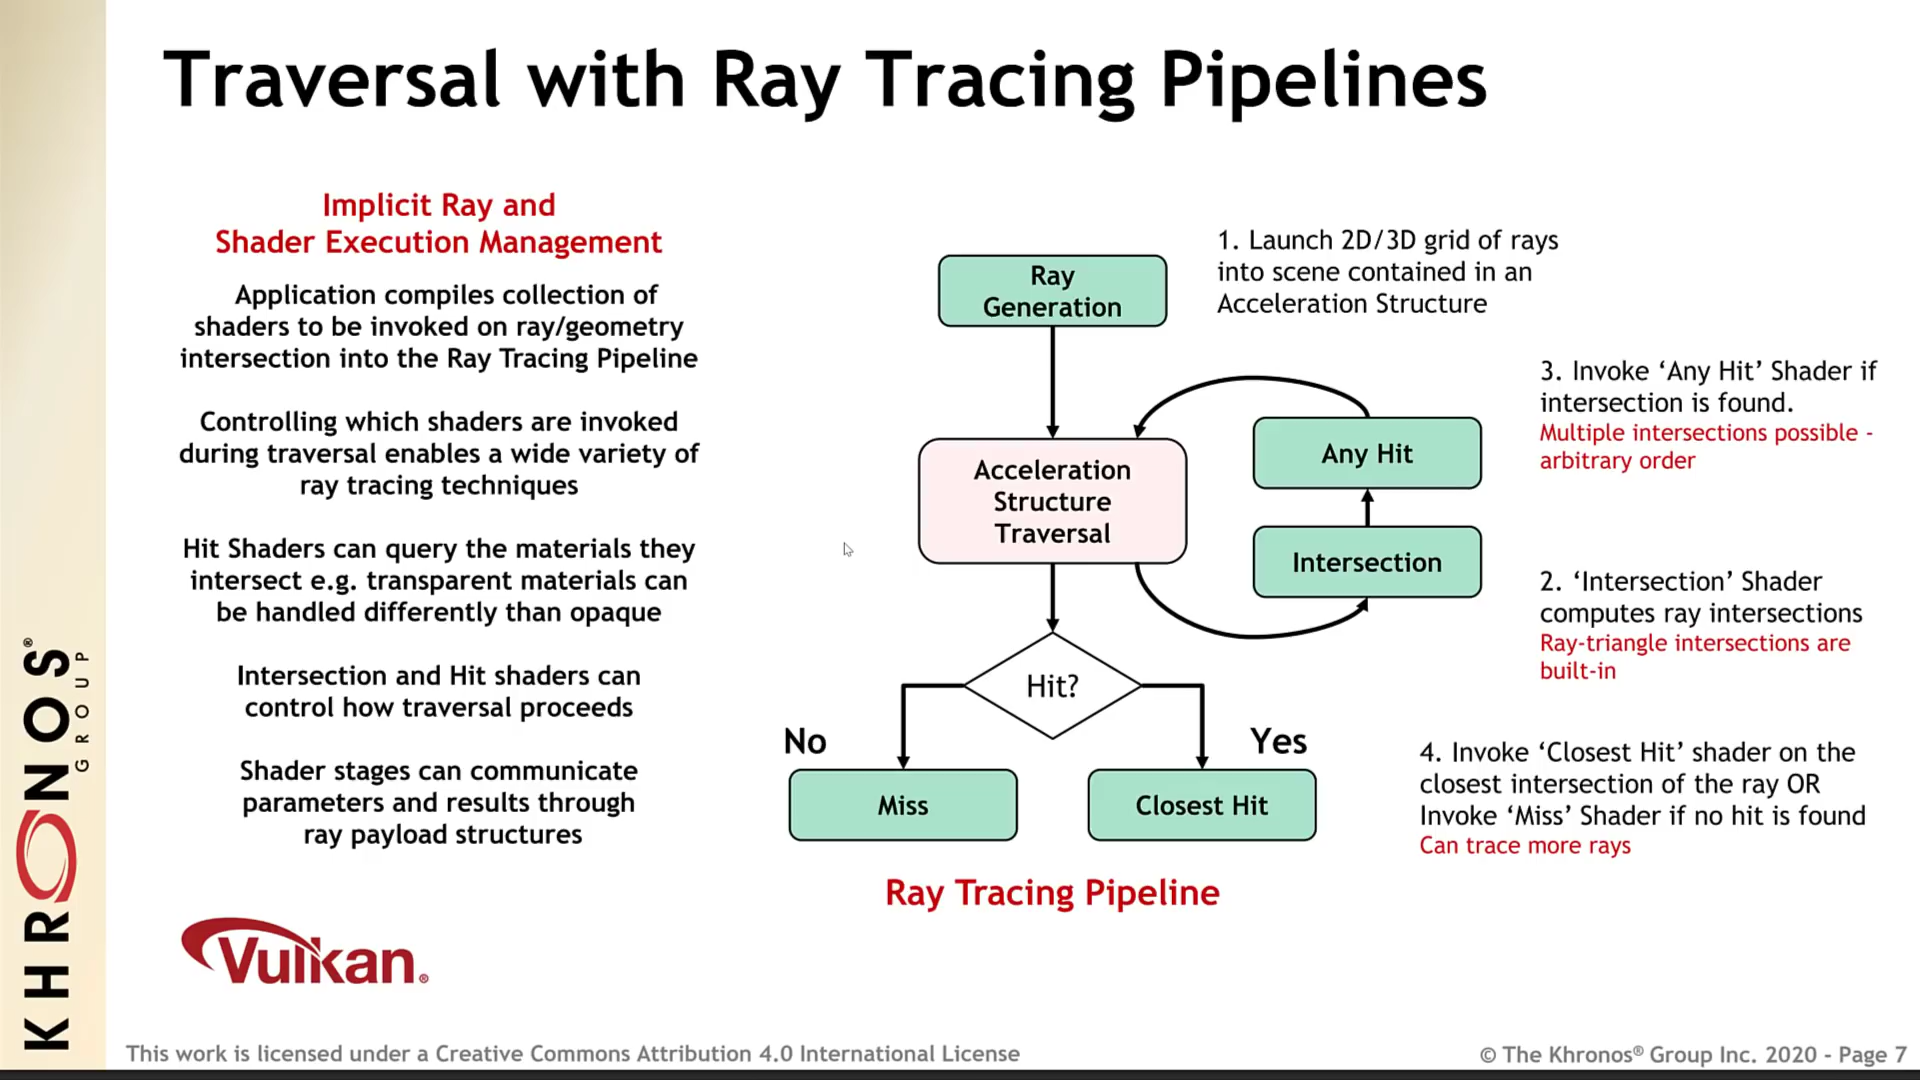 Traversal with Ray Tracing Pipelines
Implicit Ray and
Shader Execution Management
Application compiles collection of
shaders to be invoked on ray/geometry
intersection into the Ray Tracing Pipeline
Controlling which shaders are invoked
during traversal enables a wide variety of
ray tracing techniques
Hit Shaders can query the materials they
intersect e.g. transparent materials can
be handled differently than opaque
Intersection and Hit shaders can
control how traversal proceeds
Shader stages can communicate
parameters and results through
ray payload structures
Ray
Generation
1. Launch 2D/3D grid of rays
into scene contained in an
Acceleration Structure
Acceleration
Structure
Traversal
Any Hit
Intersection
3. Invoke ‘Any Hit’ Shader if
intersection is found.
Multiple intersections possible -
arbitrary order
2. ‘Intersection’ Shader
computes ray intersections
Ray-triangle intersections are
built-in
Hit?
No
Yes
Miss
Closest Hit
4. Invoke ‘Closest Hit’ shader on the
closest intersection of the ray OR
Invoke ‘Miss’ Shader if no hit is found
Can trace more rays
Ray Tracing Pipeline
Vulkan®
KHRONOS®
GROUP
This work is licensed under a Creative Commons Attribution 4.0 International License
© The Khronos® Group Inc. 2020 - Page 7